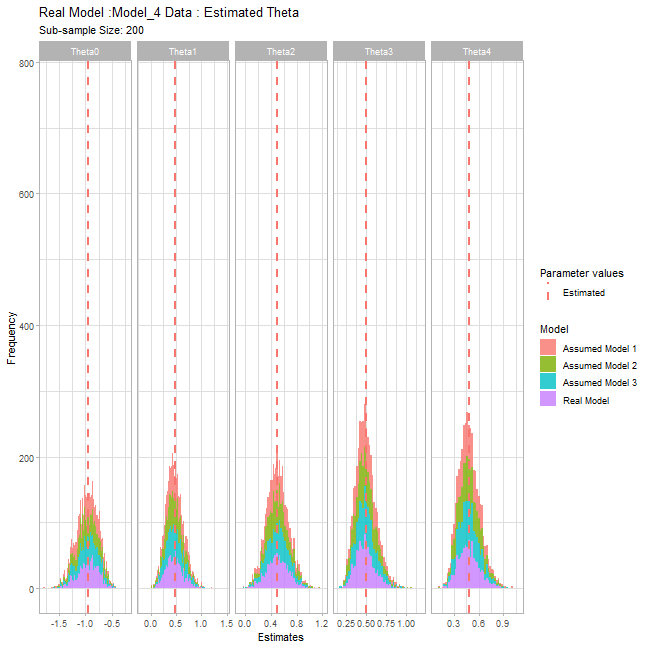 Real Model :Model_4 Data : Estimated Theta
Sub-sample Size: 200
Theta0 Theta1 Theta2 Theta3 Theta4
800
600
400
200
0
Frequency
-1.5 -1.0 -0.5 0.0 0.5 1.0 1.5 0.0 0.4 0.8 1.2 0.25 0.50 0.75 1.00 0.3 0.6 0.9
Estimates
Parameter values
Estimated
Model
Assumed Model 1
Assumed Model 2
Assumed Model 3
Real Model